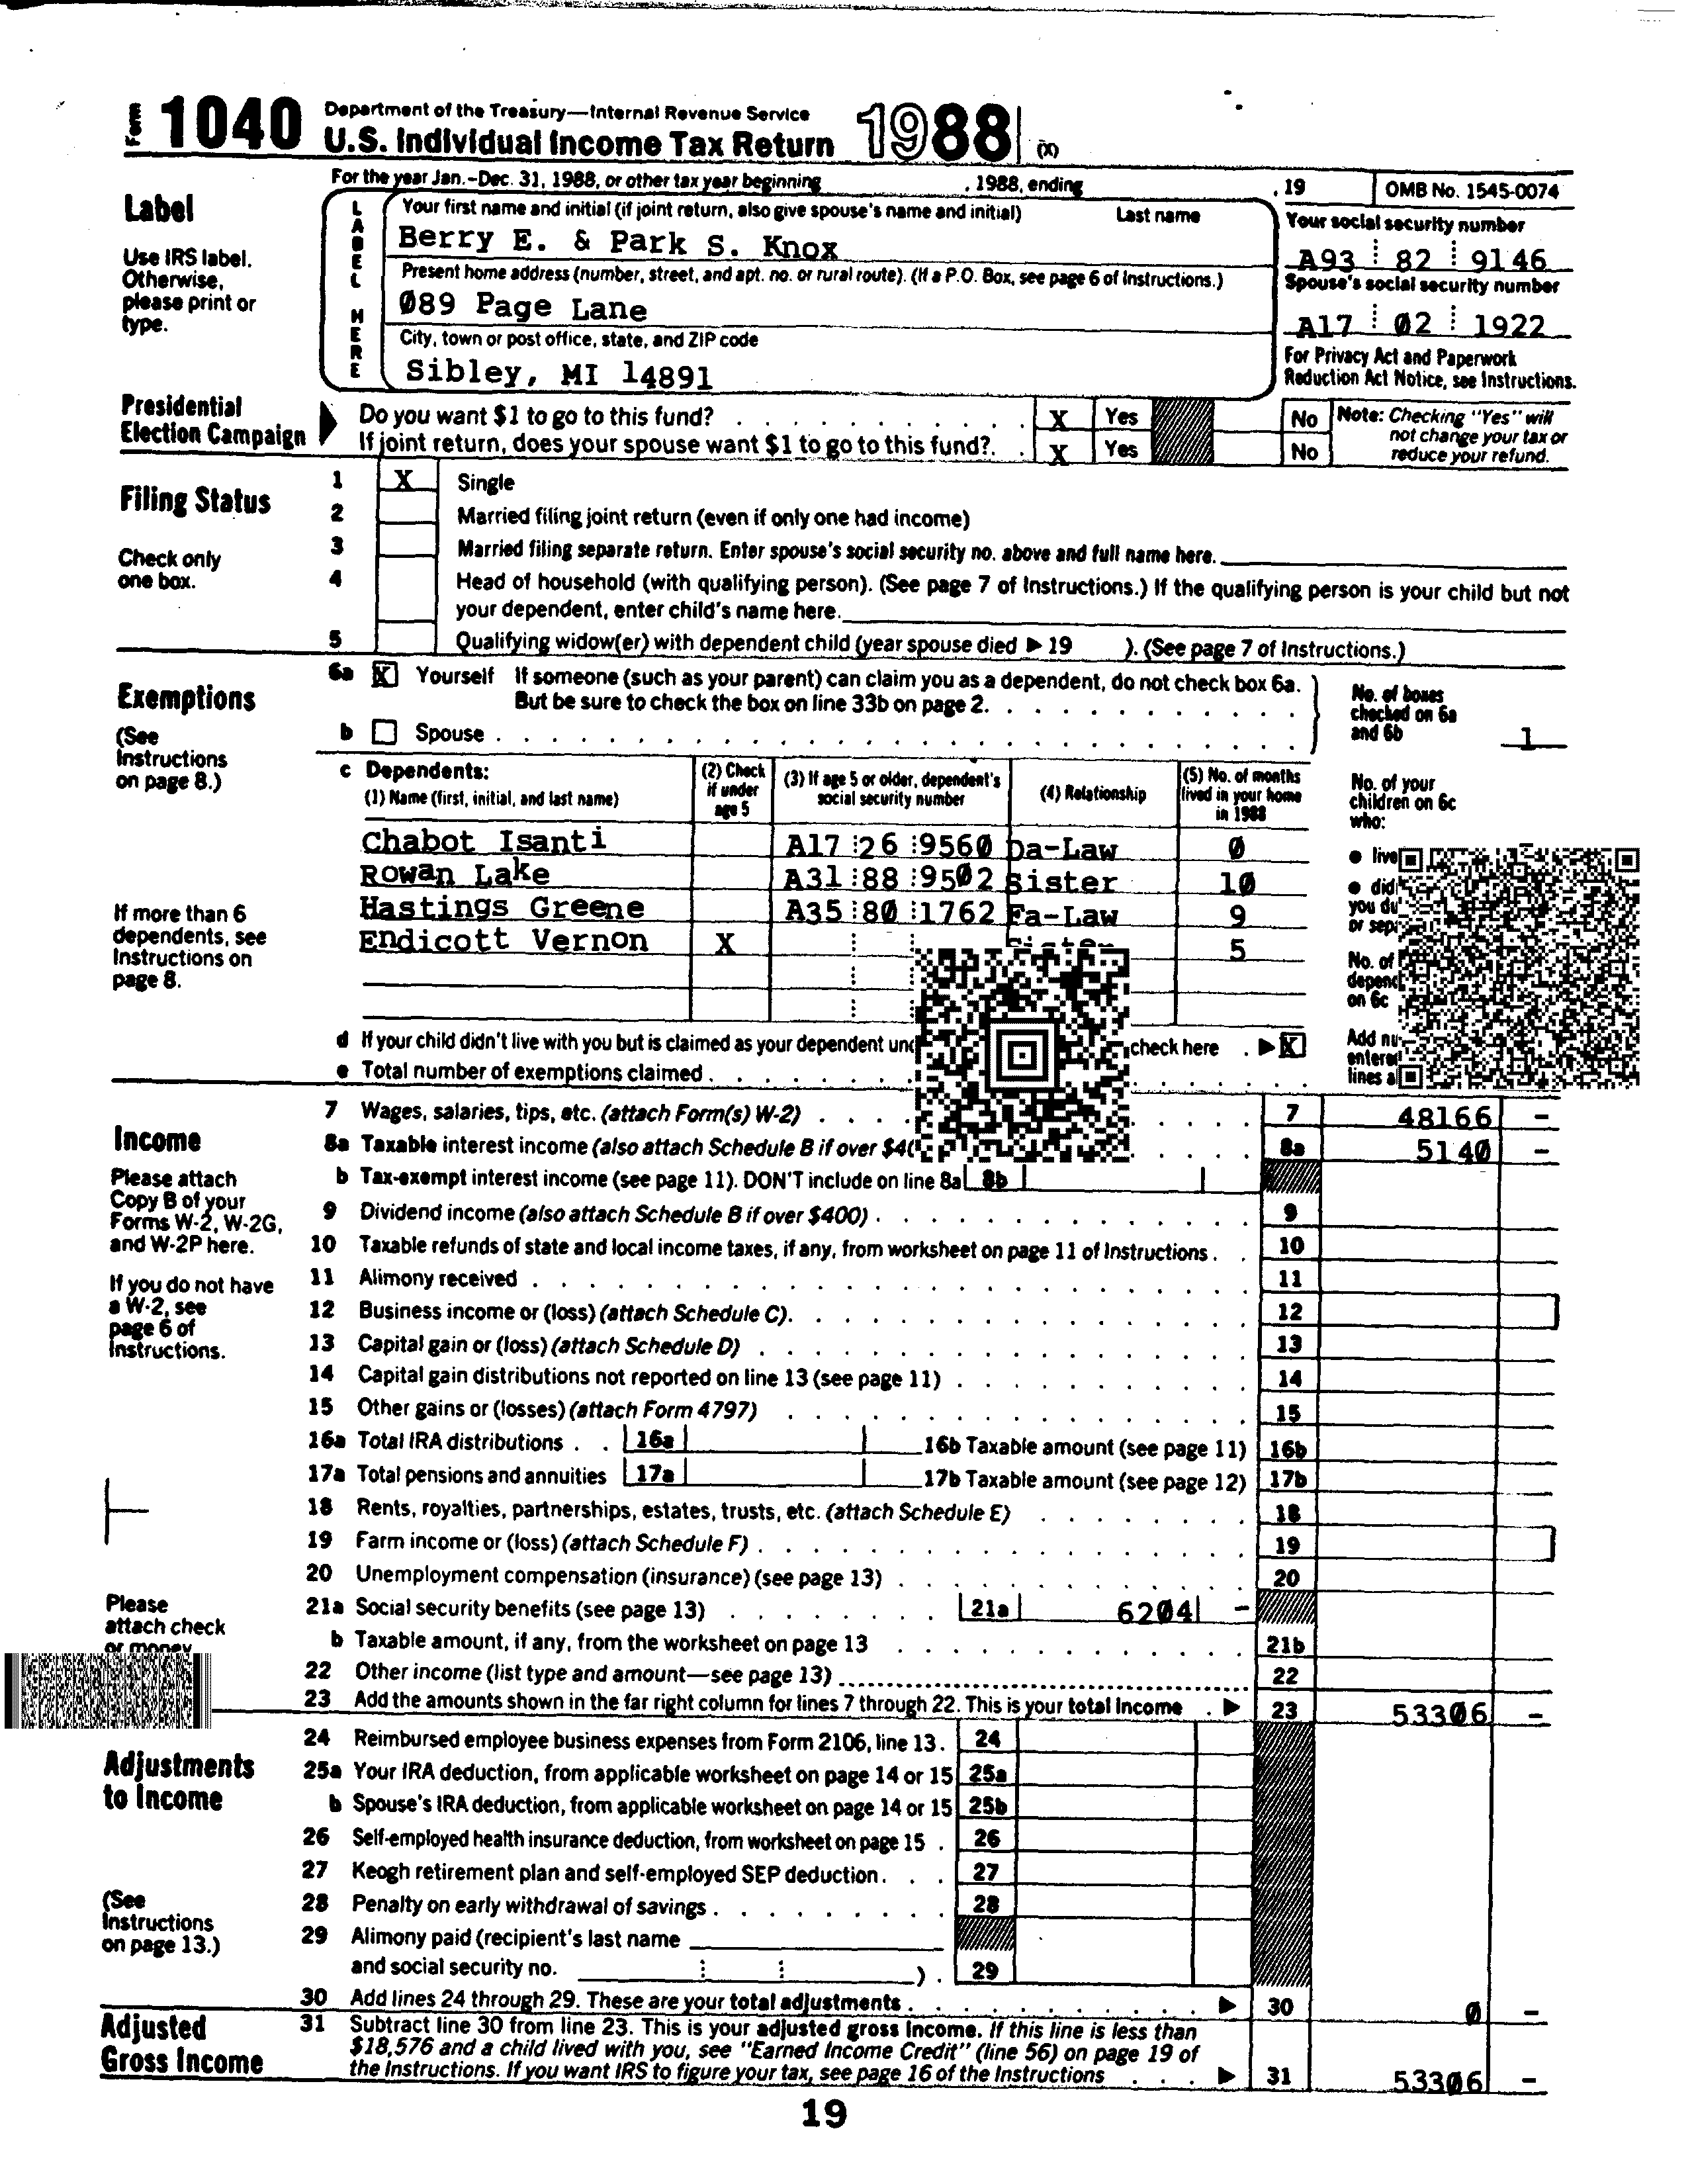 Form 1040 Department of the Treasury—Internal Revenue Service
U.S. Individual Income Tax Return 1988 (X)
For the year Jan.-Dec. 31, 1988, or other tax year beginning , 1988, ending , 19 OMB No. 1545-0074
Label
Use IRS label.
Otherwise,
please print or
type.
LABEL HERE
Your first name and initial (if joint return, also give spouse's name and initial) Last name
Berry E. & Park S. Knox
Your social security number
A93 82 9146
Present home address (number, street, and apt. no. or rural route). (If a P.O. Box, see page 6 of Instructions.)
089 Page Lane
Spouse's social security number
A17 02 1922
City, town or post office, state, and ZIP code
Sibley, MI 14891
For Privacy Act and Paperwork
Reduction Act Notice, see Instructions.
Presidential
Election Campaign
Do you want $1 to go to this fund? X Yes No
If joint return, does your spouse want $1 to go to this fund? X Yes No
Note: Checking "Yes" will
not change your tax or
reduce your refund.
Filing Status
Check only
one box.
1 X Single
2 Married filing joint return (even if only one had income)
3 Married filing separate return. Enter spouse's social security no. above and full name here.
4 Head of household (with qualifying person). (See page 7 of Instructions.) If the qualifying person is your child but not
your dependent, enter child's name here.
5 Qualifying widow(er) with dependent child (year spouse died ▶ 19 ). (See page 7 of Instructions.)
Exemptions
(See
Instructions
on page 8.)
6a X Yourself If someone (such as your parent) can claim you as a dependent, do not check box 6a.
But be sure to check the box on line 33b on page 2.
b Spouse
No. of boxes
checked on 6a
and 6b 1
c Dependents:
(1) Name (first, initial, and last name)
(2) Check
if under
age 5
(3) If age 5 or older, dependent's
social security number
(4) Relationship
(5) No. of months
lived in your home
in 1988
Chabot Isanti A17 26 9560 Da-Law 0
Rowan Lake A31 88 9502 Sister 10
Hastings Greene A35 80 1762 Fa-Law 9
Endicott Vernon X Sister 5
If more than 6
dependents, see
Instructions on
page 8.
No. of your
children on 6c
who:
● live
● did
you du
or sep
No. of
depend
on 6c
Add nu
entered
lines a
d If your child didn't live with you but is claimed as your dependent und check here ▶ X
e Total number of exemptions claimed
Income
Please attach
Copy B of your
Forms W-2, W-2G,
and W-2P here.
If you do not have
a W-2, see
page 6 of
Instructions.
7 Wages, salaries, tips, etc. (attach Form(s) W-2) 7 48166 –
8a Taxable interest income (also attach Schedule B if over $40 8a 5140 –
b Tax-exempt interest income (see page 11). DON'T include on line 8a 8b
9 Dividend income (also attach Schedule B if over $400) 9
10 Taxable refunds of state and local income taxes, if any, from worksheet on page 11 of Instructions 10
11 Alimony received 11
12 Business income or (loss) (attach Schedule C) 12
13 Capital gain or (loss) (attach Schedule D) 13
14 Capital gain distributions not reported on line 13 (see page 11) 14
15 Other gains or (losses) (attach Form 4797) 15
16a Total IRA distributions 16a 16b Taxable amount (see page 11) 16b
17a Total pensions and annuities 17a 17b Taxable amount (see page 12) 17b
18 Rents, royalties, partnerships, estates, trusts, etc. (attach Schedule E) 18
19 Farm income or (loss) (attach Schedule F) 19
20 Unemployment compensation (insurance) (see page 13) 20
21a Social security benefits (see page 13) 21a 6204 –
b Taxable amount, if any, from the worksheet on page 13 21b
22 Other income (list type and amount—see page 13) 22
23 Add the amounts shown in the far right column for lines 7 through 22. This is your total income ▶ 23 53306 –
Please
attach check
or money
Adjustments
to Income
(See
Instructions
on page 13.)
24 Reimbursed employee business expenses from Form 2106, line 13 24
25a Your IRA deduction, from applicable worksheet on page 14 or 15 25a
b Spouse's IRA deduction, from applicable worksheet on page 14 or 15 25b
26 Self-employed health insurance deduction, from worksheet on page 15 26
27 Keogh retirement plan and self-employed SEP deduction 27
28 Penalty on early withdrawal of savings 28
29 Alimony paid (recipient's last name
and social security no. ) 29
30 Add lines 24 through 29. These are your total adjustments ▶ 30 0 –
Adjusted
Gross Income
31 Subtract line 30 from line 23. This is your adjusted gross income. If this line is less than
$18,576 and a child lived with you, see "Earned Income Credit" (line 56) on page 19 of
the Instructions. If you want IRS to figure your tax, see page 16 of the Instructions ▶ 31 53306 –
19